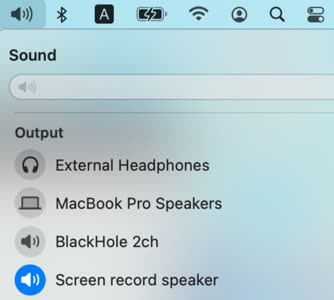 A
Sound
Output
External Headphones
MacBook Pro Speakers
BlackHole 2ch
Screen record speaker